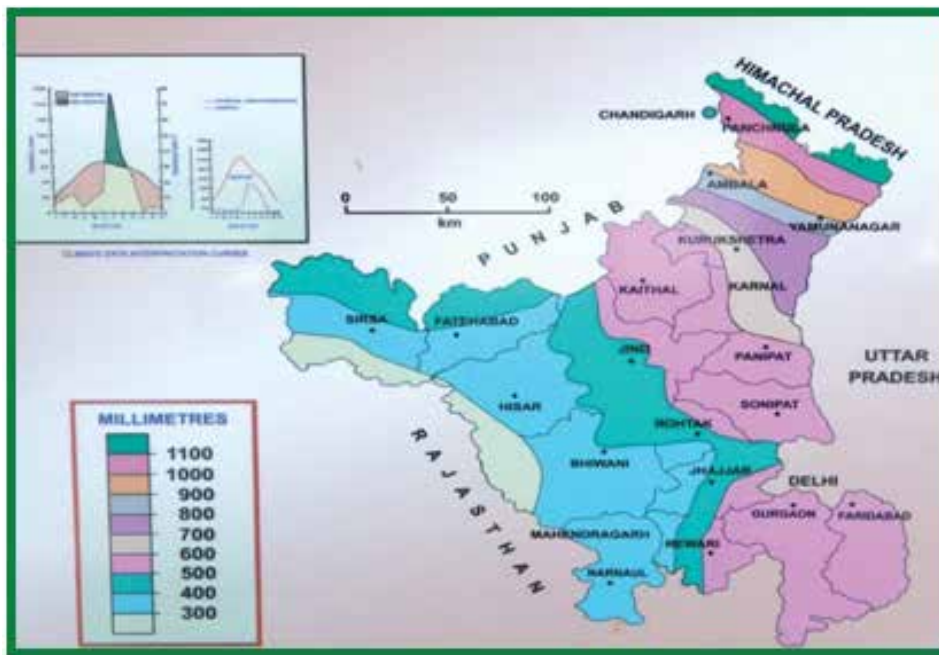 HIMACHAL PRADESH
CHANDIGARH
PANCHKULA
AMBALA
YAMUNANAGAR
0 50 100
km
PUNJAB
KURUKSHETRA
KAITHAL
KARNAL
SIRSA
FATEHABAD
JIND
PANIPAT
UTTAR
PRADESH
HISAR
SONIPAT
ROHTAK
BHIWANI
JHAJJAR
DELHI
GURGAON
FARIDABAD
RAJASTHAN
MAHENDRAGARH
REWARI
NARNAUL
MILLIMETRES
1100
1000
900
800
700
600
500
400
300